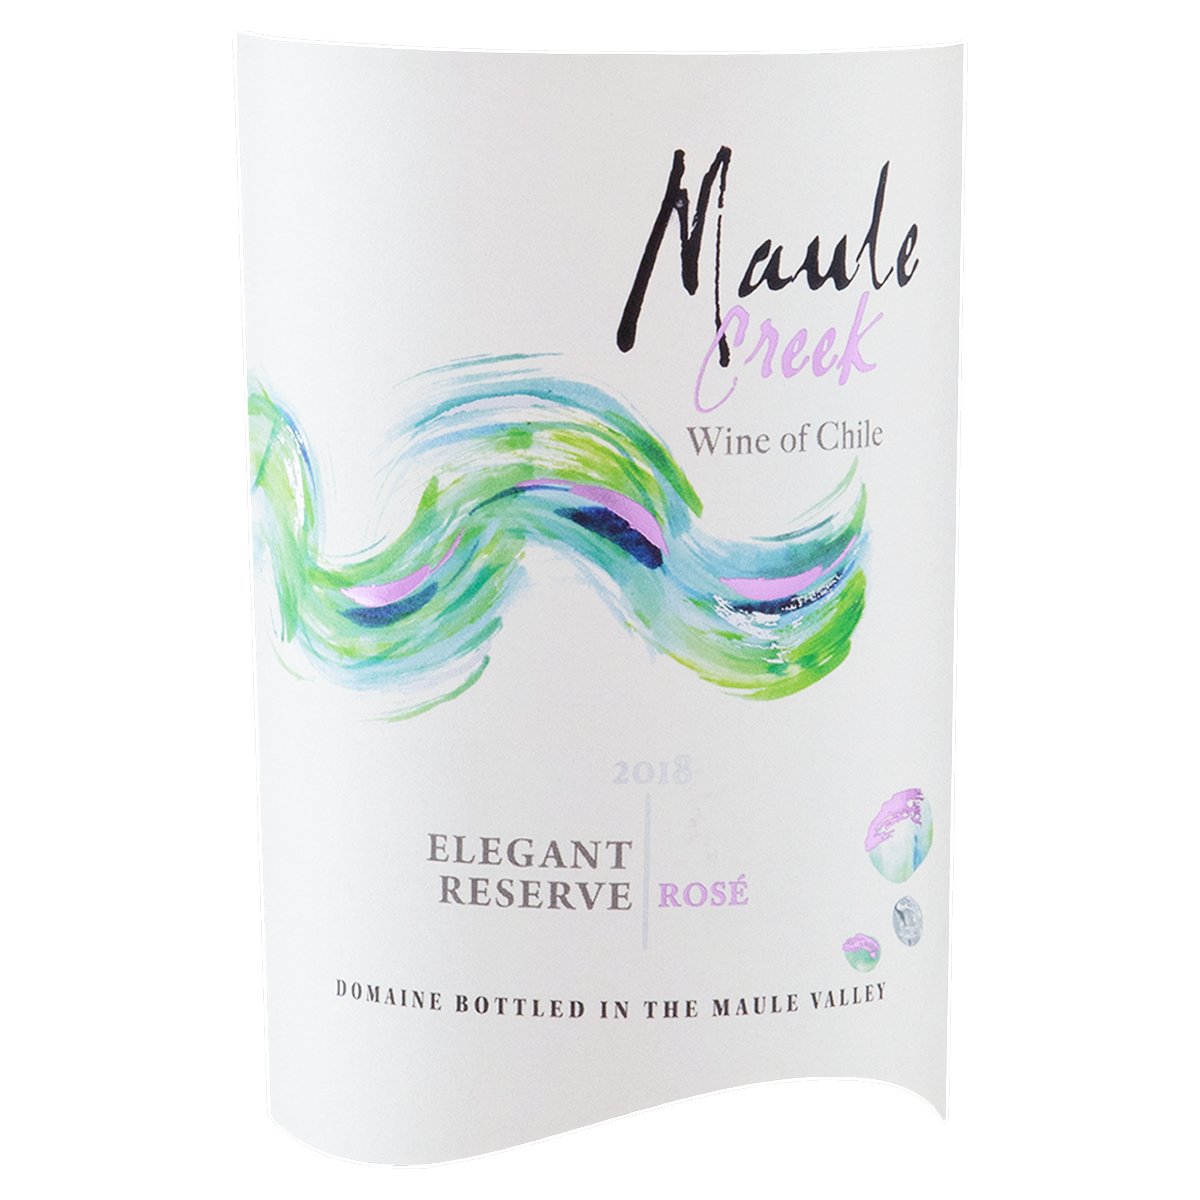 Maule
Creek
Wine of Chile
2018
ELEGANT
RESERVE
ROSÉ
DOMAINE BOTTLED IN THE MAULE VALLEY